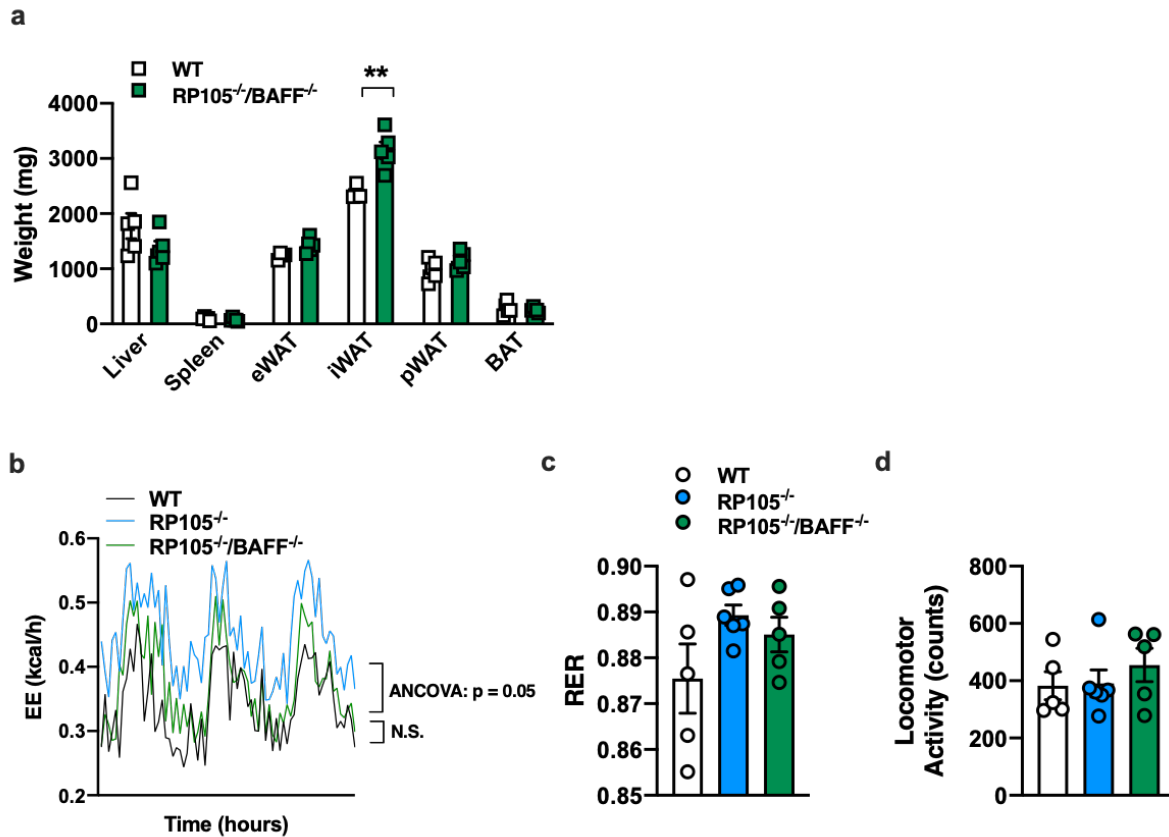 a
WT
RP105-/-/BAFF-/-
**
4000
3000
2000
1000
0
Weight (mg)
Liver
Spleen
eWAT
iWAT
pWAT
BAT
b
WT
RP105-/-
RP105-/-/BAFF-/-
0.6
0.5
0.4
0.3
0.2
EE (kcal/h)
Time (hours)
ANCOVA: p = 0.05
N.S.
c
WT
RP105-/-
RP105-/-/BAFF-/-
0.90
0.89
0.88
0.87
0.86
0.85
RER
d
800
600
400
200
0
Locomotor
Activity (counts)